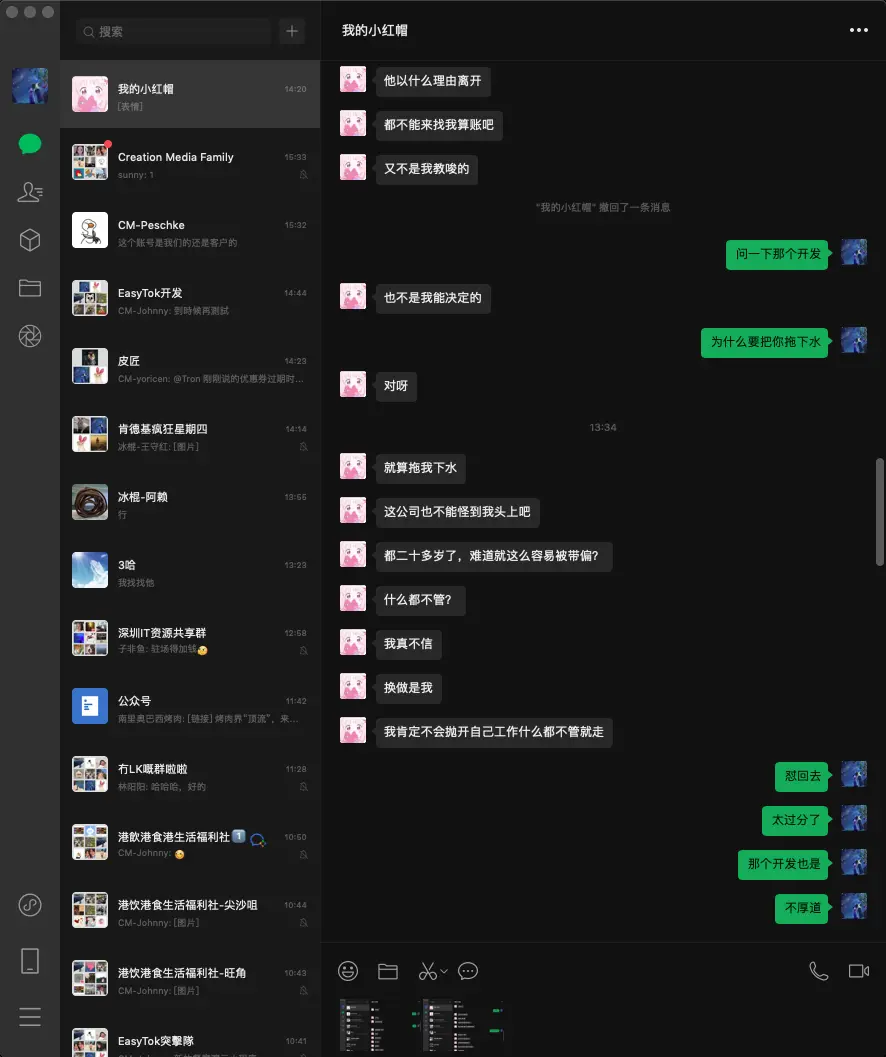 搜索
我的小红帽
14:20
[表情]
Creation Media Family
15:33
sunny: 1
CM-Peschke
15:32
这个账号是我们的还是客户的
EasyTok开发
14:44
CM-Johnny: 到時候再測試
皮匠
14:23
CM-yoricen: @Tron 刚刚说的优惠券过期时...
肯德基疯狂星期四
14:14
冰棍-王守红: [图片]
冰棍-阿赖
13:55
行
3哈
13:23
我找找他
深圳IT资源共享群
12:58
子非鱼: 驻场得加钱
公众号
11:42
南里奥巴西烤肉: [链接] 烤肉界“顶流”，来...
冇LK嘅群啦啦
11:28
林阳阳: 哈哈哈，好的
港飲港食港生活福利社1
10:50
CM-Johnny:
港饮港食生活福利社-尖沙咀
10:44
CM-Johnny: [图片]
港饮港食生活福利社-旺角
10:43
CM-Johnny: [图片]
EasyTok突擊隊
10:41
我的小红帽
他以什么理由离开
都不能来找我算账吧
又不是我教唆的
"我的小红帽" 撤回了一条消息
问一下那个开发
也不是我能决定的
为什么要把你拖下水
对呀
13:34
就算拖我下水
这公司也不能怪到我头上吧
都二十多岁了，难道就这么容易被带偏？
什么都不管？
我真不信
换做是我
我肯定不会抛开自己工作什么都不管就走
怼回去
太过分了
那个开发也是
不厚道